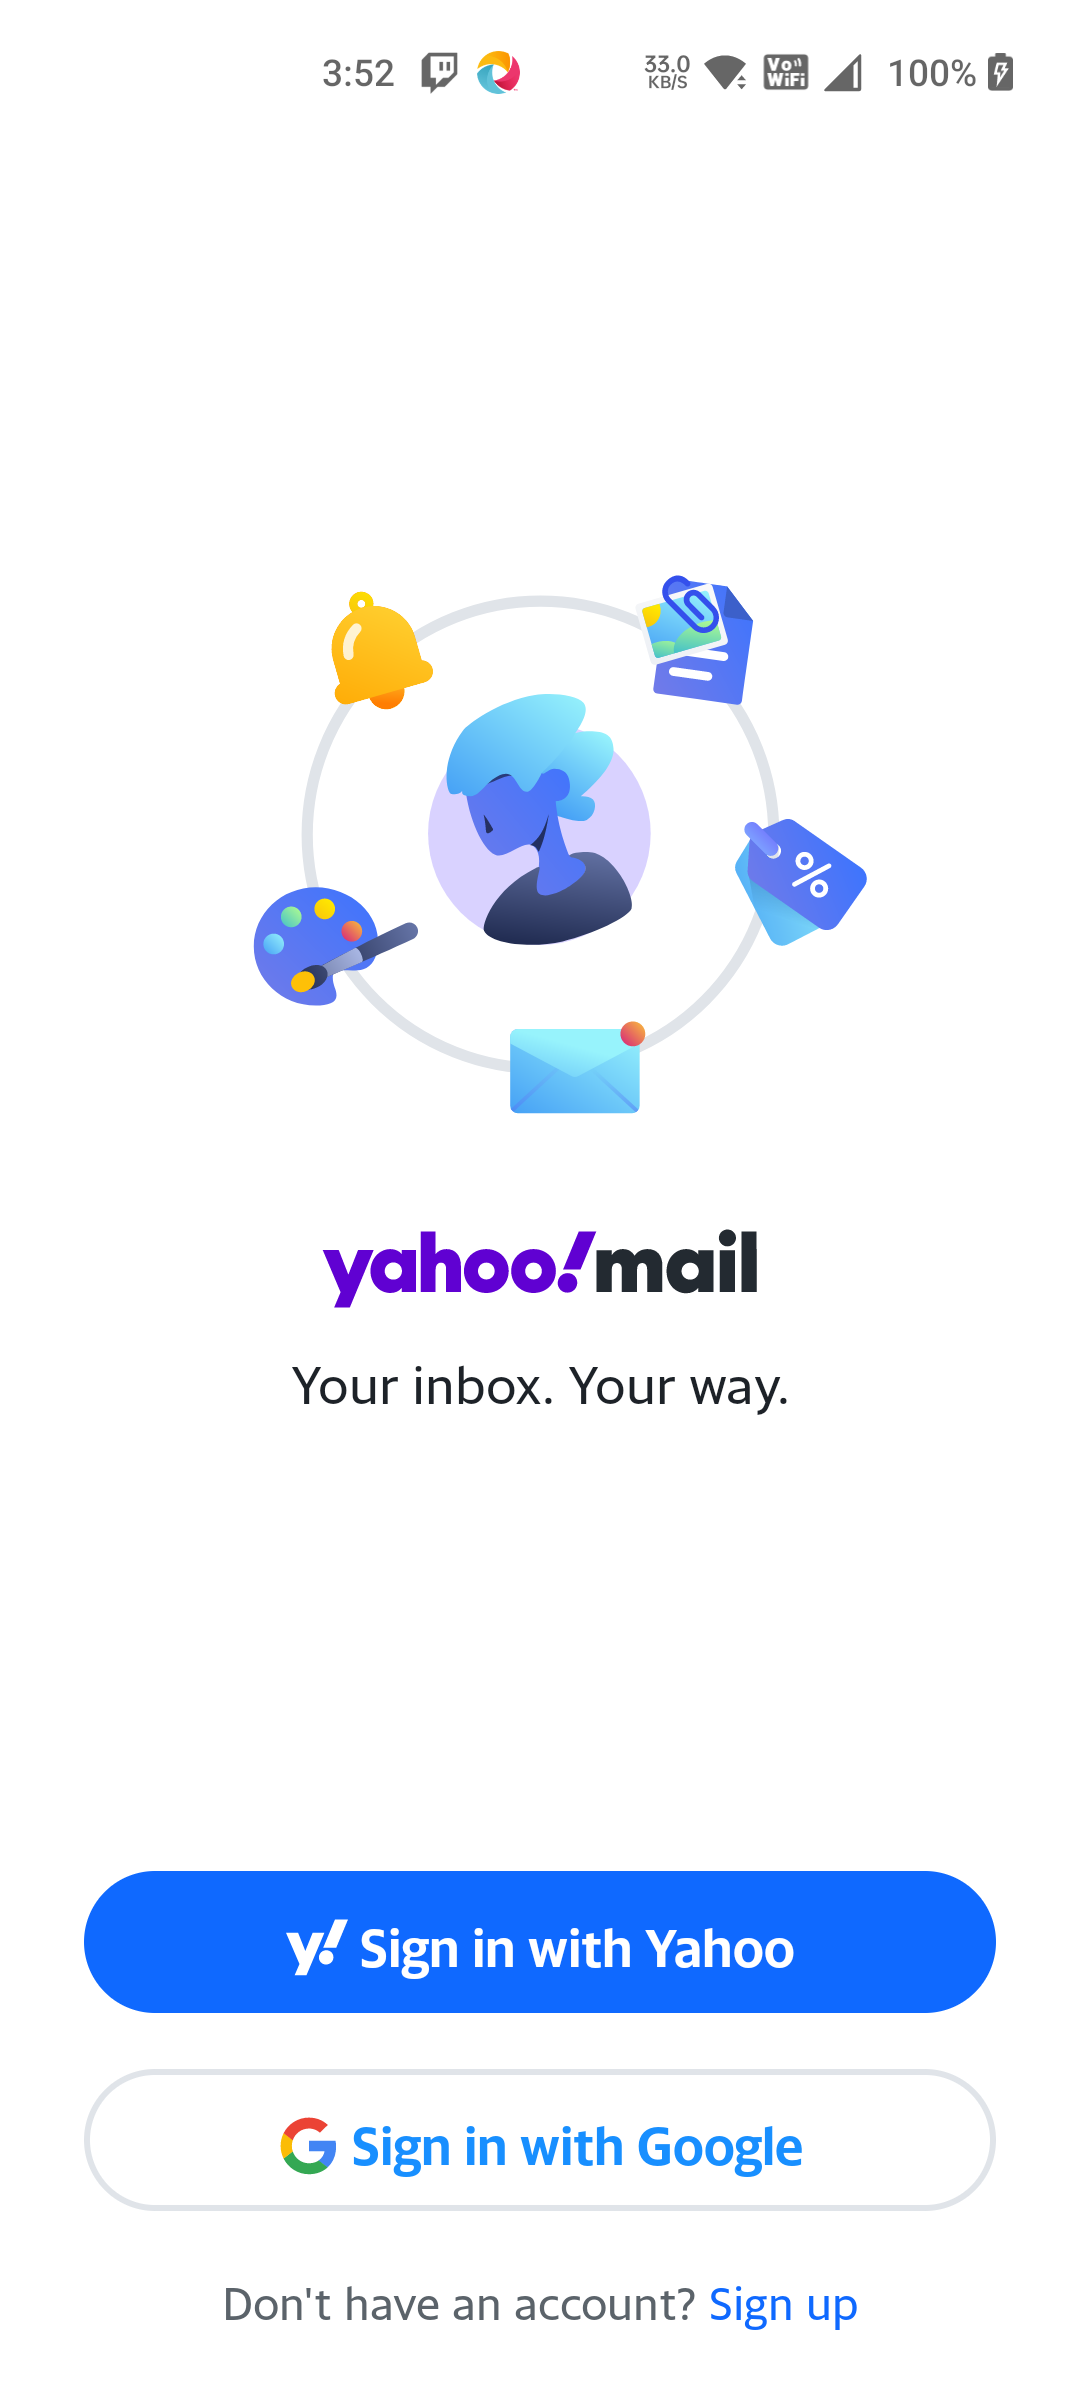 3:52 33.0 KB/S Vo WiFi 100%
%
yahoo!mail
Your inbox. Your way.
y! Sign in with Yahoo
G Sign in with Google
Don't have an account? Sign up